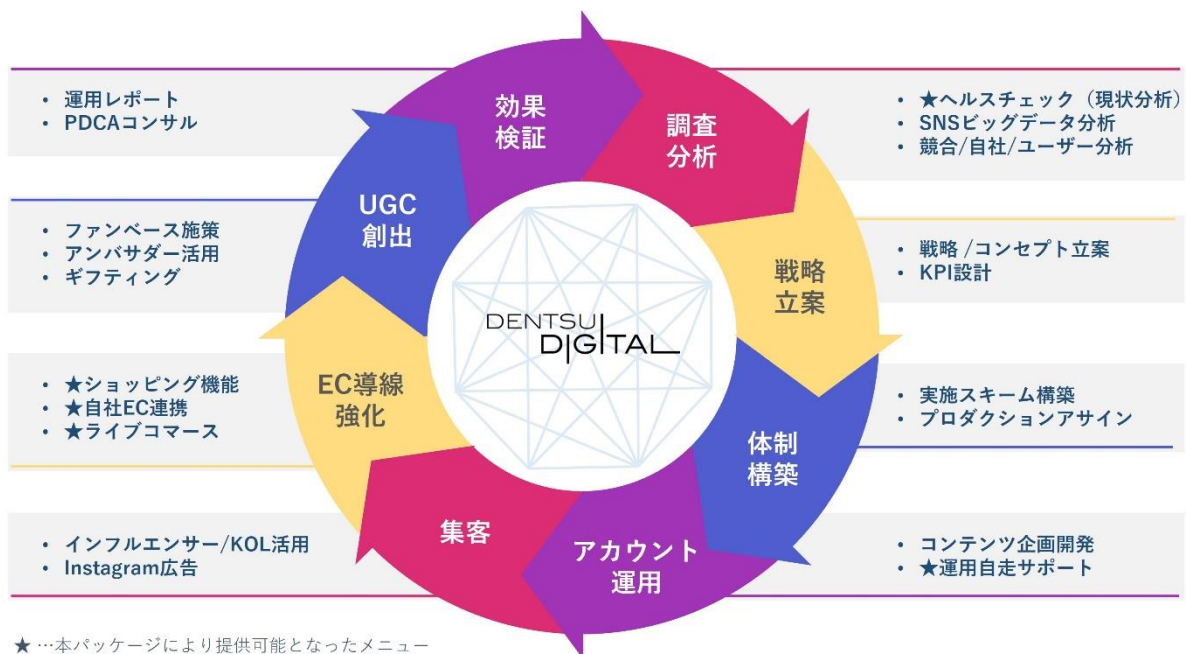 効果
検証
調査
分析
戦略
立案
体制
構築
アカウント
運用
集客
EC導線
強化
UGC
創出
DENTSU
DIGITAL
• ★ヘルスチェック（現状分析）
• SNSビッグデータ分析
• 競合/自社/ユーザー分析
• 戦略 /コンセプト立案
• KPI設計
• 実施スキーム構築
• プロダクションアサイン
• コンテンツ企画開発
• ★運用自走サポート
• インフルエンサー/KOL活用
• Instagram広告
• ★ショッピング機能
• ★自社EC連携
• ★ライブコマース
• ファンベース施策
• アンバサダー活用
• ギフティング
• 運用レポート
• PDCAコンサル
★ …本パッケージにより提供可能となったメニュー